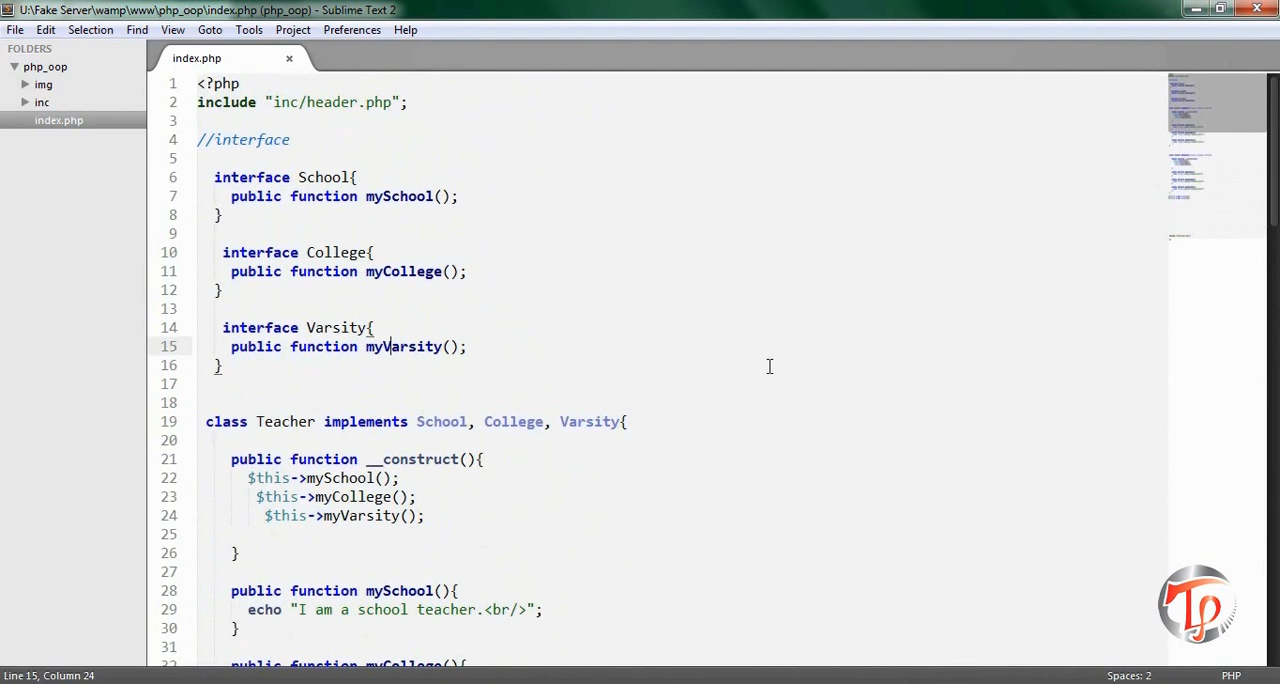 U:\Fake Server\wamp\www\php_oop\index.php (php_oop) - Sublime Text 2
File Edit Selection Find View Goto Tools Project Preferences Help
FOLDERS
php_oop
img
inc
index.php
index.php
1 <?php
2 include "inc/header.php";
3
4 //interface
5
6 interface School{
7 public function mySchool();
8 }
9
10 interface College{
11 public function myCollege();
12 }
13
14 interface Varsity{
15 public function myVarsity();
16 }
17
18
19 class Teacher implements School, College, Varsity{
20
21 public function __construct(){
22 $this->mySchool();
23 $this->myCollege();
24 $this->myVarsity();
25
26 }
27
28 public function mySchool(){
29 echo "I am a school teacher.<br/>";
30 }
31
32 public function myCollege(){
Tp
Line 15, Column 24
Spaces: 2
PHP